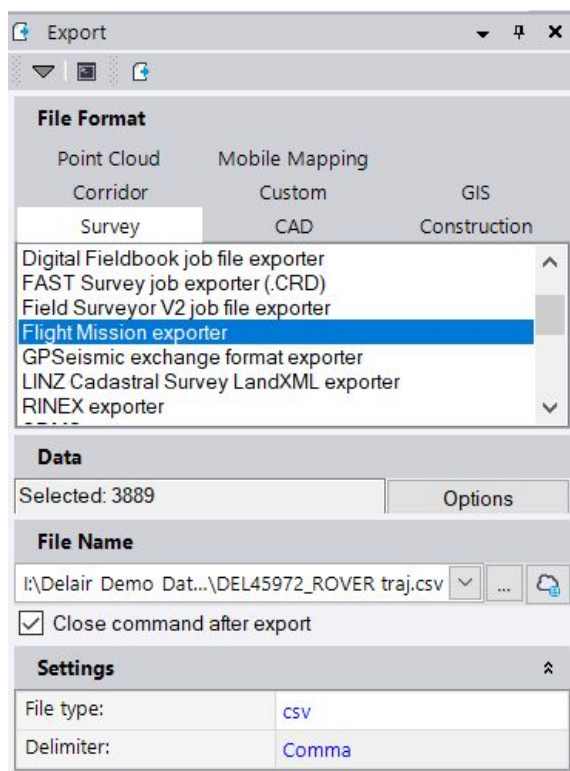 Export
File Format
Point Cloud Mobile Mapping
Corridor Custom GIS
Survey CAD Construction
Digital Fieldbook job file exporter
FAST Survey job exporter (.CRD)
Field Surveyor V2 job file exporter
Flight Mission exporter
GPSeismic exchange format exporter
LINZ Cadastral Survey LandXML exporter
RINEX exporter
Data
Selected: 3889 Options
File Name
I:\Delair Demo Dat...\DEL45972_ROVER traj.csv ...
Close command after export
Settings
File type: csv
Delimiter: Comma